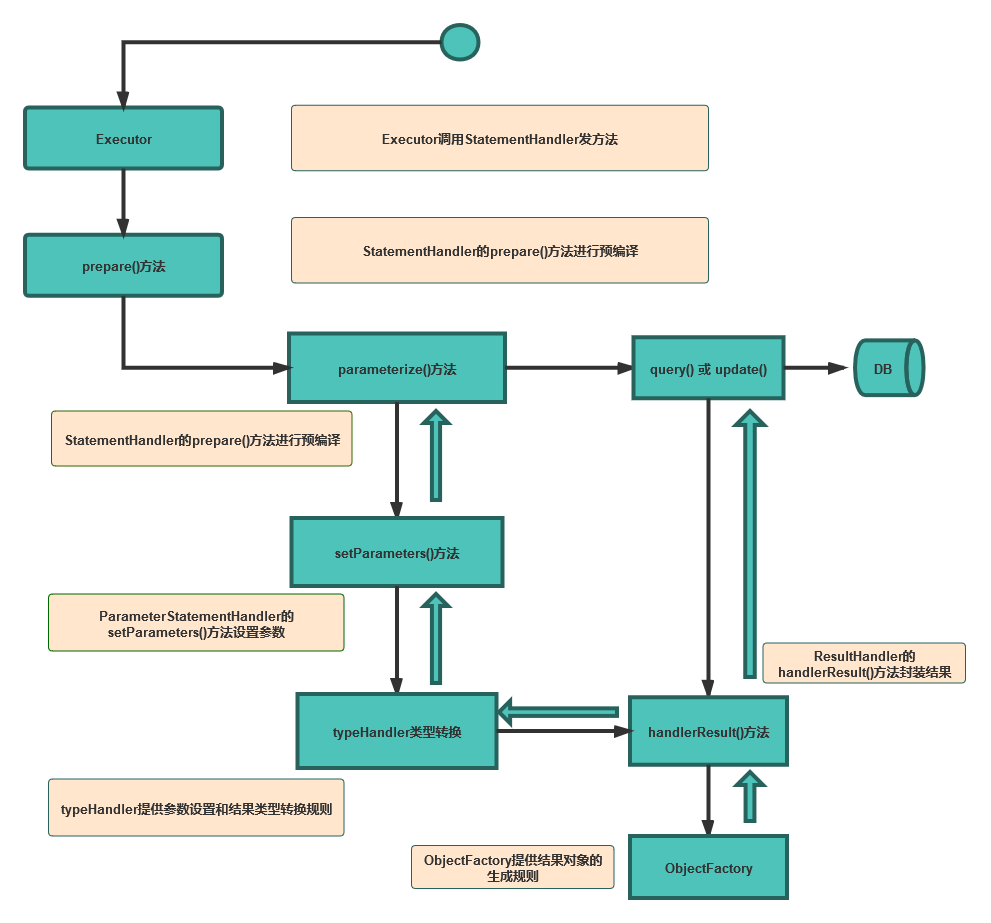 Executor
Executor调用StatementHandler发方法
prepare()方法
StatementHandler的prepare()方法进行预编译
parameterize()方法
query() 或 update()
DB
StatementHandler的prepare()方法进行预编译
setParameters()方法
ParameterStatementHandler的
setParameters()方法设置参数
ResultHandler的
handlerResult()方法封装结果
typeHandler类型转换
handlerResult()方法
typeHandler提供参数设置和结果类型转换规则
ObjectFactory提供结果对象的
生成规则
ObjectFactory